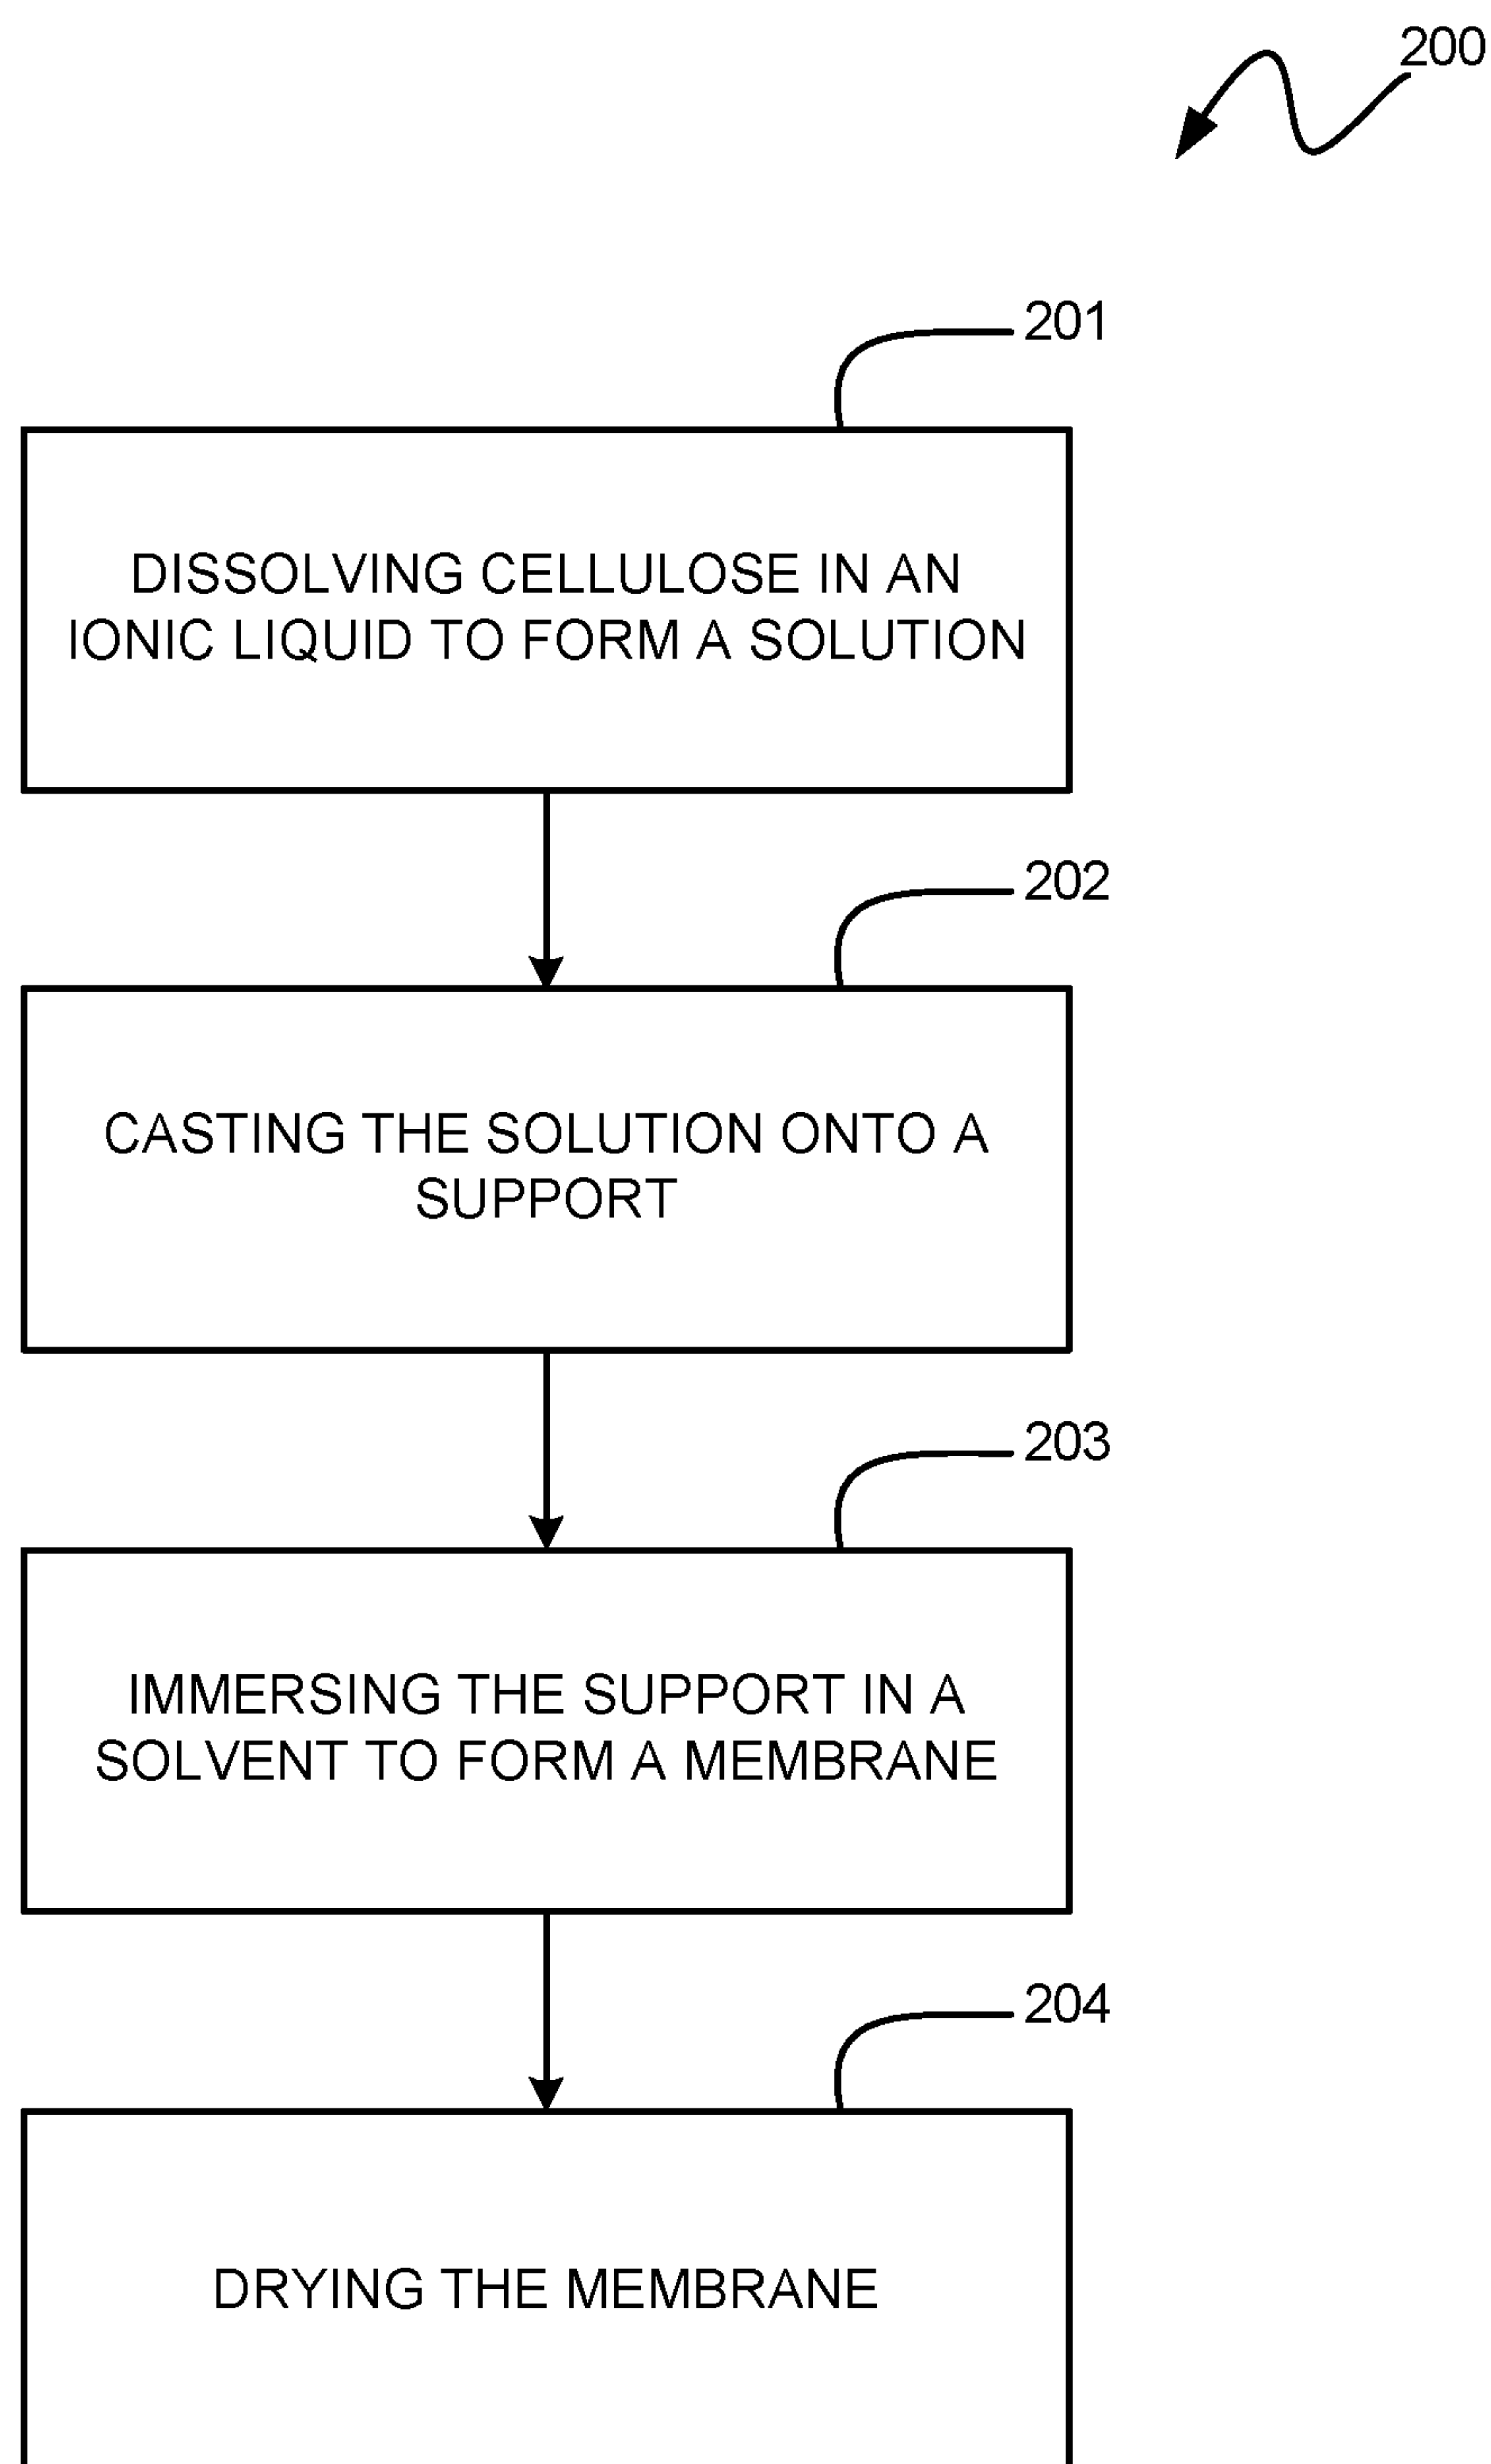 200
201
DISSOLVING CELLULOSE IN AN
IONIC LIQUID TO FORM A SOLUTION
202
CASTING THE SOLUTION ONTO A
SUPPORT
203
IMMERSING THE SUPPORT IN A
SOLVENT TO FORM A MEMBRANE
204
DRYING THE MEMBRANE